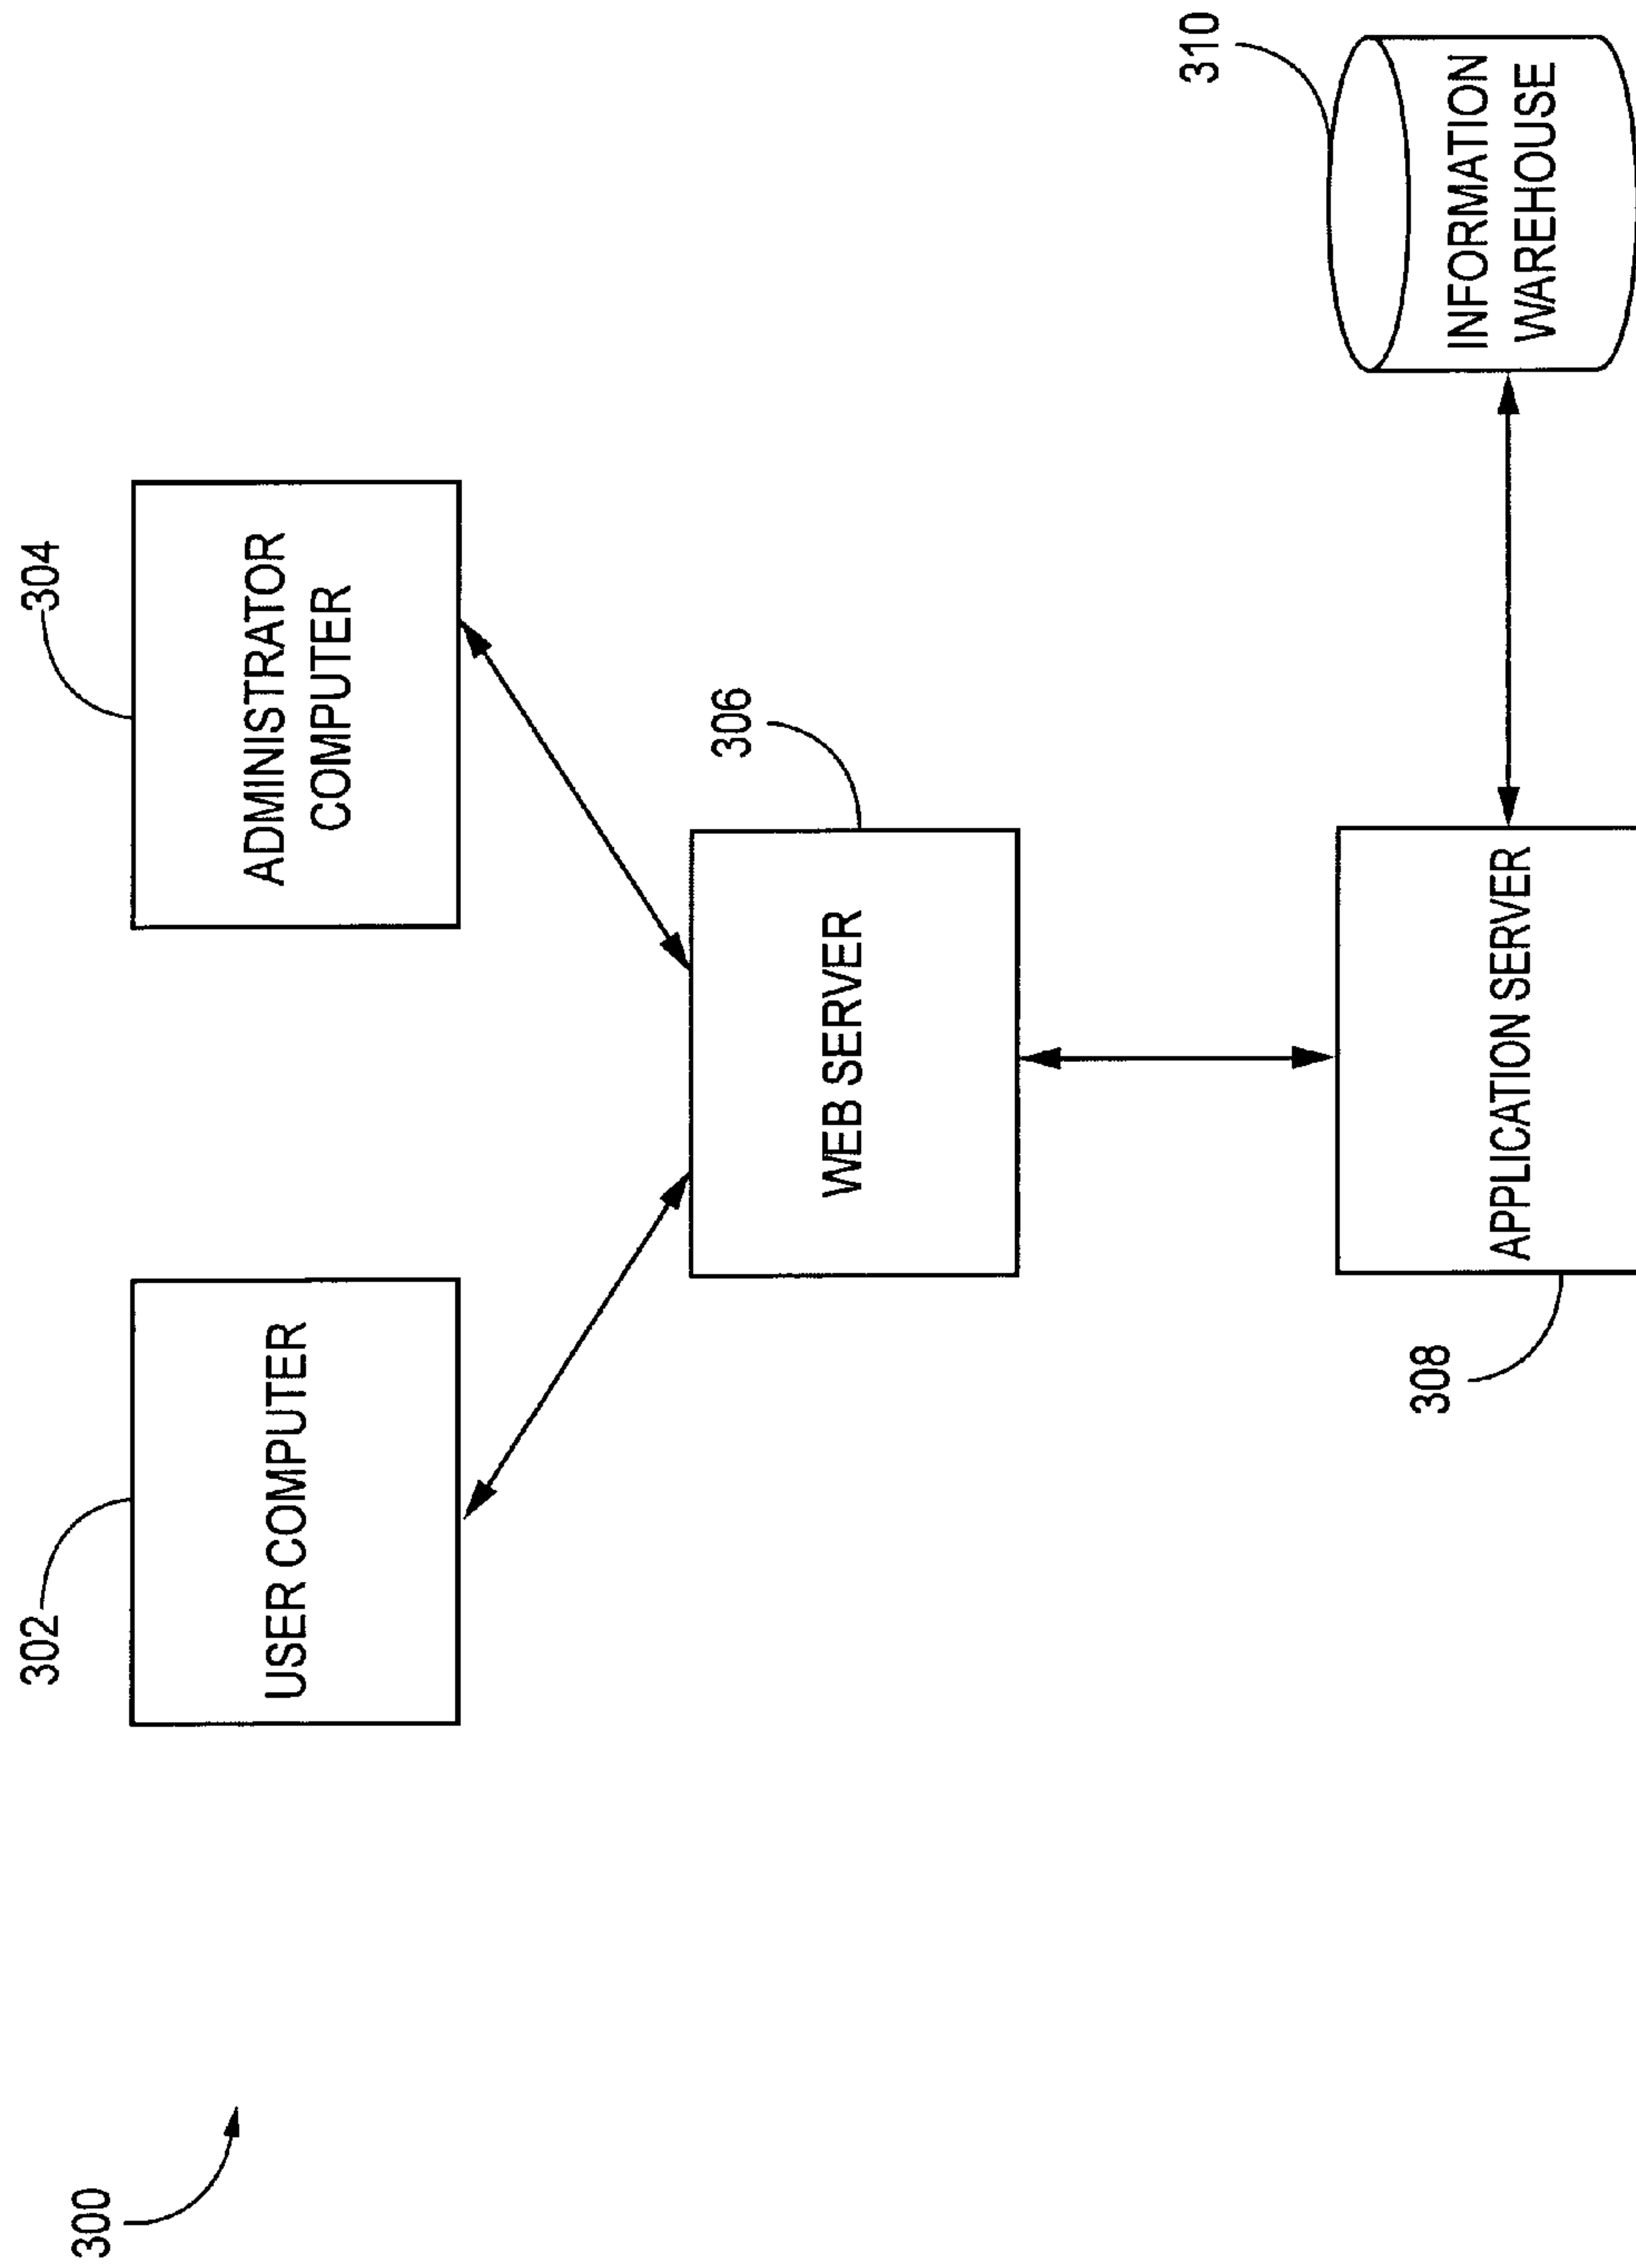 300
302
USER COMPUTER
304
ADMINISTRATOR
COMPUTER
306
WEB SERVER
308
APPLICATION SERVER
310
INFORMATION
WAREHOUSE